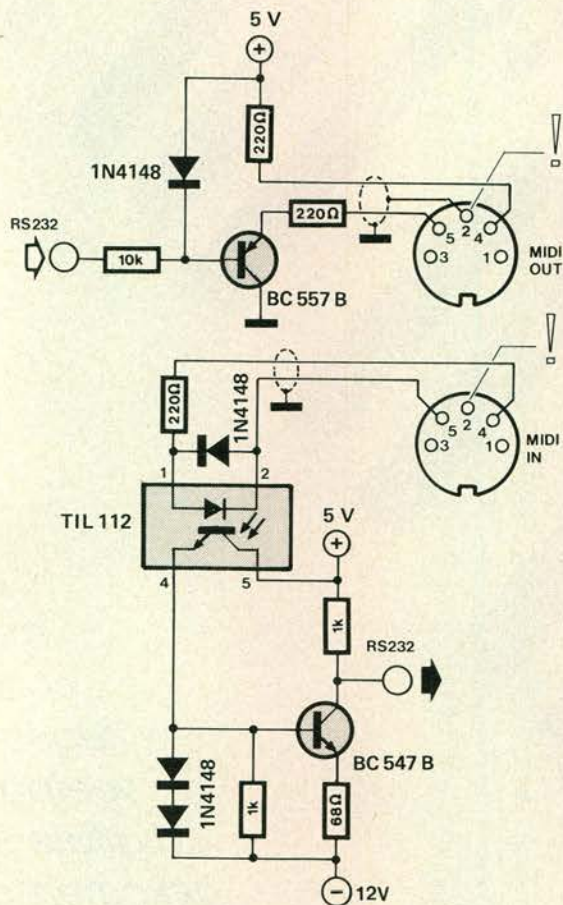 5 V
+
220Ω
1N4148
RS232
10k
220Ω
BC 557 B
5 2 4
3 1
MIDI
OUT
!
220Ω
1N4148
5 2 4
3 1
MIDI
IN
!
1 2
TIL 112
4 5
5 V
+
1k
RS232
BC 547 B
1N4148
1k
68Ω
− 12V